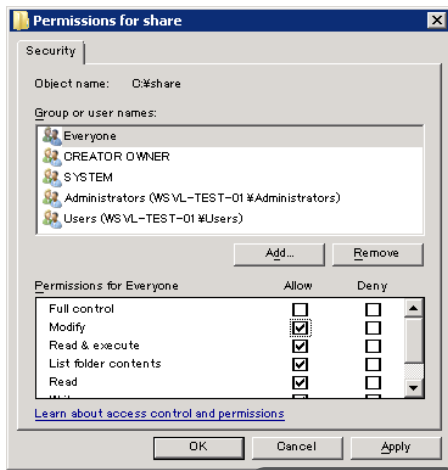 Permissions for share
Security
Object name: C:¥share
Group or user names:
Everyone
CREATOR OWNER
SYSTEM
Administrators (WSVL-TEST-01¥Administrators)
Users (WSVL-TEST-01¥Users)
Add... Remove
Permissions for Everyone Allow Deny
Full control
Modify
Read & execute
List folder contents
Read
Learn about access control and permissions
OK Cancel Apply